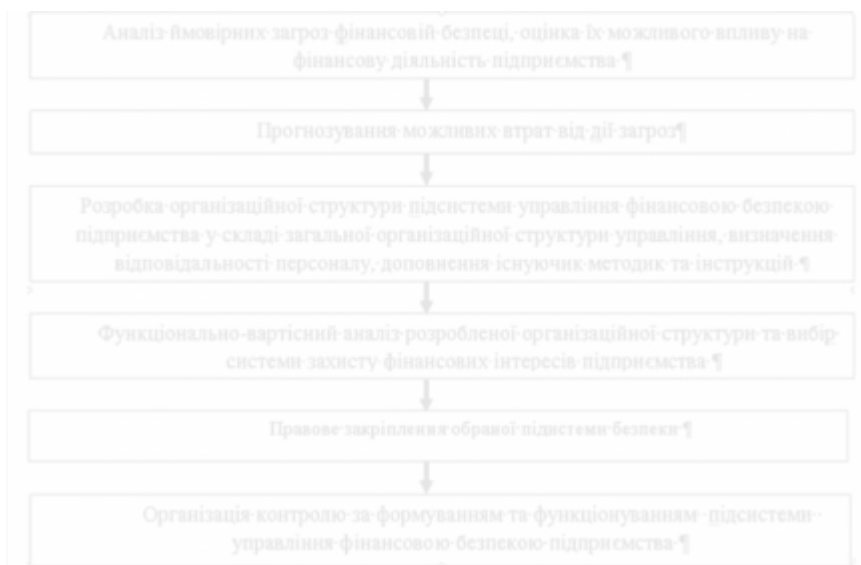 Аналіз ймовірних загроз фінансовій безпеці, оцінка їх можливого впливу на
фінансову діяльність підприємства ¶
Прогнозування можливих втрат від дії загроз¶
Розробка організаційної структури підсистеми управління фінансовою безпекою
підприємства у складі загальної організаційної структури управління, визначення
відповідальності персоналу, доповнення існуючик методик та інструкцій ¶
Функціонально-вартісний аналіз розробленої організаційної структури та вибір
системи захисту фінансових інтересів підприємства ¶
Правове закріплення обраної підистеми безпеки ¶
Організація контролю за формуванням та функціонуванням підсистеми
управління фінансовою безпекою підприємства ¶